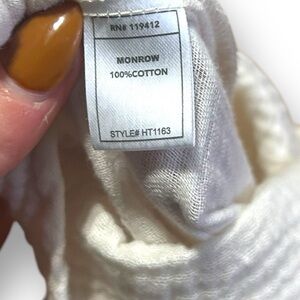 RN# 119412
MONROW
100%COTTON
STYLE# HT1163